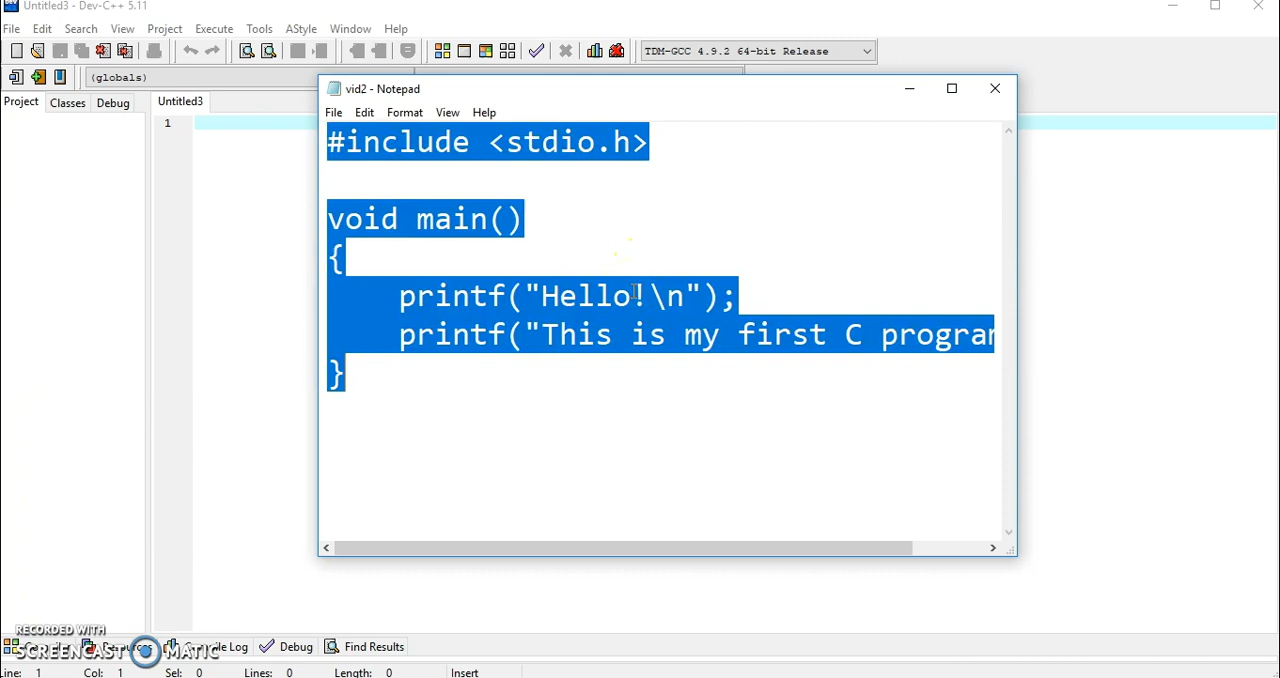 Untitled3 - Dev-C++ 5.11
File Edit Search View Project Execute Tools AStyle Window Help
TDM-GCC 4.9.2 64-bit Release
(globals)
Project Classes Debug Untitled3
1
vid2 - Notepad
File Edit Format View Help
#include <stdio.h>
void main()
{
printf("Hello!\n");
printf("This is my first C program
}
RECORDED WITH
SCREENCAST MATIC
Log Debug Find Results
Line: 1 Col: 1 Sel: 0 Lines: 0 Length: 0 Insert